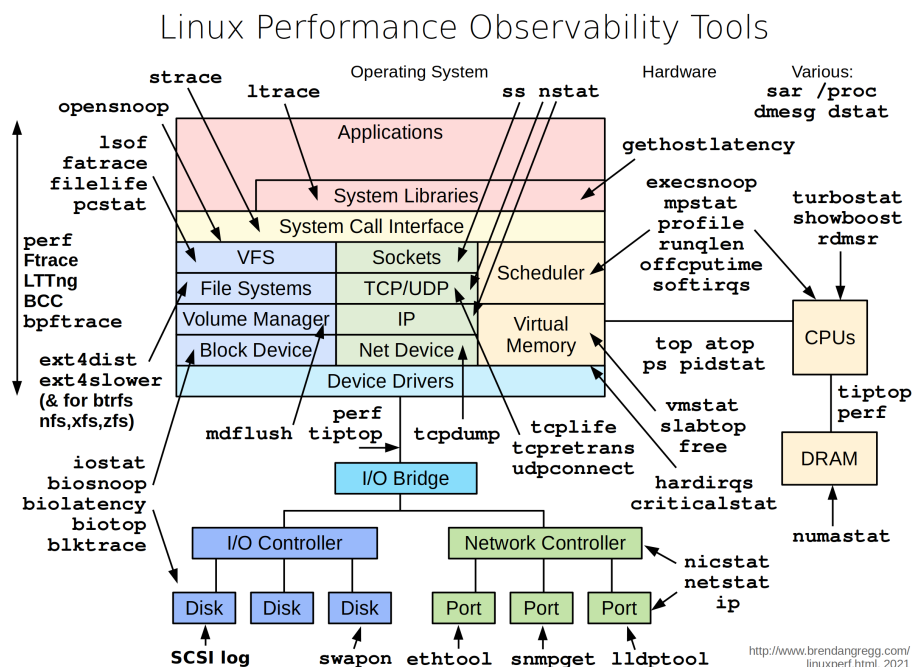 Linux Performance Observability Tools
Operating System
Hardware
Various:
sar /proc
dmesg dstat
strace
ltrace
ss nstat
opensnoop
lsof
fatrace
filelife
pcstat
perf
Ftrace
LTTng
BCC
bpftrace
ext4dist
ext4slower
(& for btrfs
nfs,xfs,zfs)
iostat
biosnoop
biolatency
biotop
blktrace
Applications
System Libraries
System Call Interface
VFS
Sockets
Scheduler
File Systems
TCP/UDP
Volume Manager
IP
Virtual
Memory
Block Device
Net Device
Device Drivers
gethostlatency
execsnoop
mpstat
profile
runqlen
offcputime
softirqs
turbostat
showboost
rdmsr
CPUs
top atop
ps pidstat
tiptop
perf
vmstat
slabtop
free
DRAM
hardirqs
criticalstat
numastat
mdflush
perf
tiptop
tcpdump
tcplife
tcpretrans
udpconnect
I/O Bridge
I/O Controller
Network Controller
nicstat
netstat
ip
Disk
Disk
Disk
Port
Port
Port
SCSI log
swapon
ethtool
snmpget
lldptool
http://www.brendangregg.com/
linuxperf.html 2021